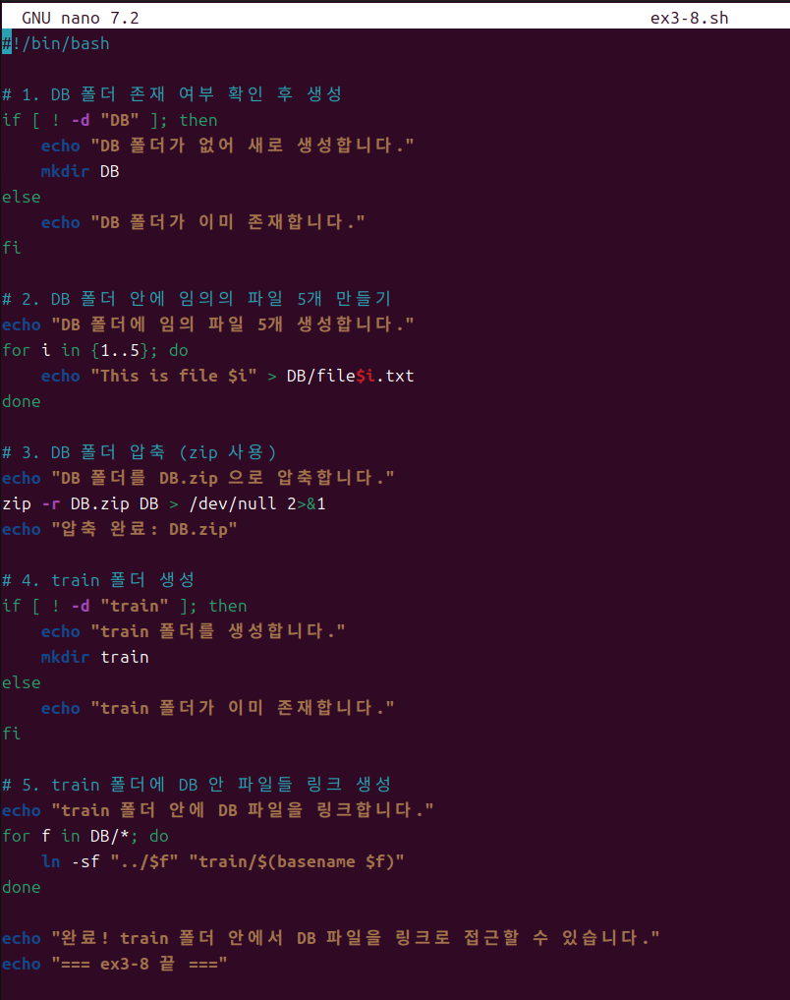 GNU nano 7.2 ex3-8.sh
#!/bin/bash
# 1. DB 폴더 존재 여부 확인 후 생성
if [ ! -d "DB" ]; then
    echo "DB 폴더가 없어 새로 생성합니다."
    mkdir DB
else
    echo "DB 폴더가 이미 존재합니다."
fi
# 2. DB 폴더 안에 임의의 파일 5개 만들기
echo "DB 폴더에 임의 파일 5개 생성합니다."
for i in {1..5}; do
    echo "This is file $i" > DB/file$i.txt
done
# 3. DB 폴더 압축 (zip 사용)
echo "DB 폴더를 DB.zip 으로 압축합니다."
zip -r DB.zip DB > /dev/null 2>&1
echo "압축 완료: DB.zip"
# 4. train 폴더 생성
if [ ! -d "train" ]; then
    echo "train 폴더를 생성합니다."
    mkdir train
else
    echo "train 폴더가 이미 존재합니다."
fi
# 5. train 폴더에 DB 안 파일들 링크 생성
echo "train 폴더 안에 DB 파일을 링크합니다."
for f in DB/*; do
    ln -sf "../$f" "train/$(basename $f)"
done
echo "완료! train 폴더 안에서 DB 파일을 링크로 접근할 수 있습니다."
echo "=== ex3-8 끝 ==="